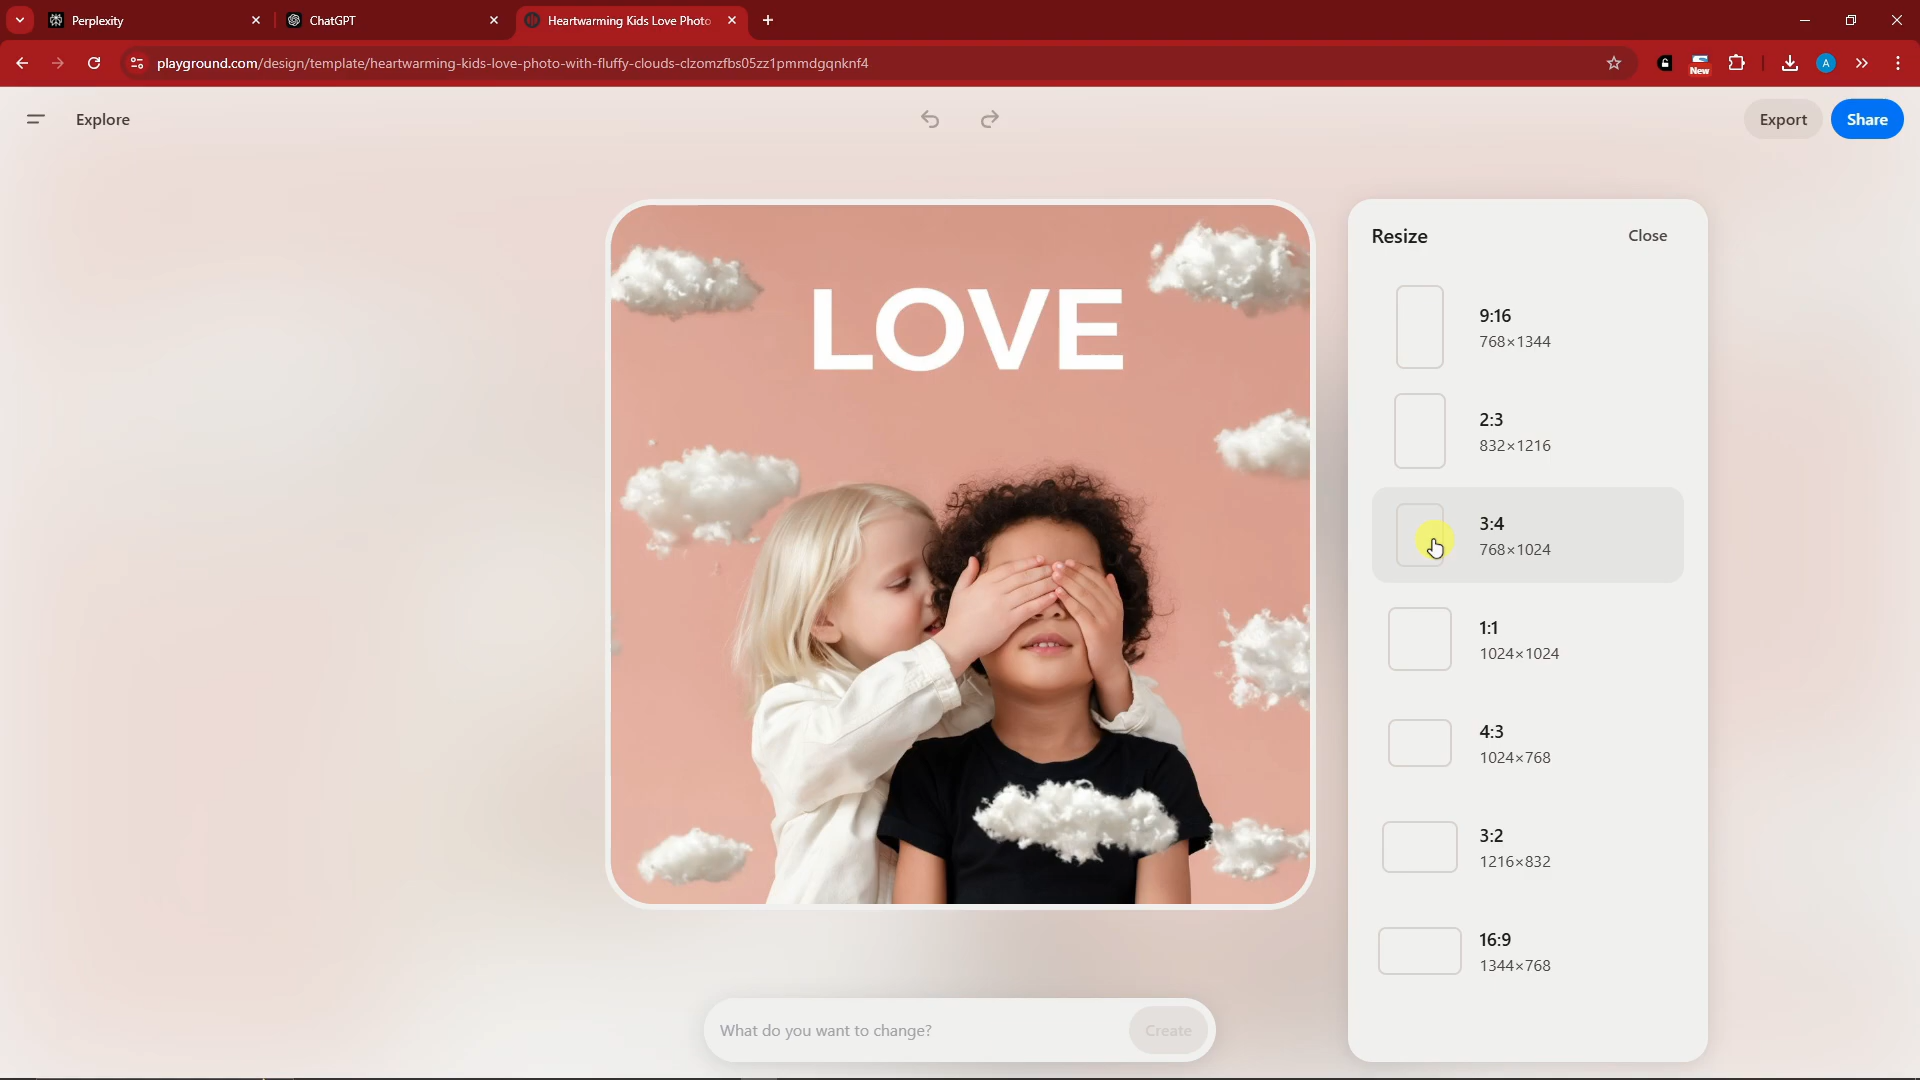 Perplexity
ChatGPT
Heartwarming Kids Love Photo
playground.com/design/template/heartwarming-kids-love-photo-with-fluffy-clouds-clzomzfbs05zz1pmmdgqnknf4
New
A
Explore
Export
Share
LOVE
Resize
Close
9:16
768×1344
2:3
832×1216
3:4
768×1024
1:1
1024×1024
4:3
1024×768
3:2
1216×832
16:9
1344×768
What do you want to change?
Create